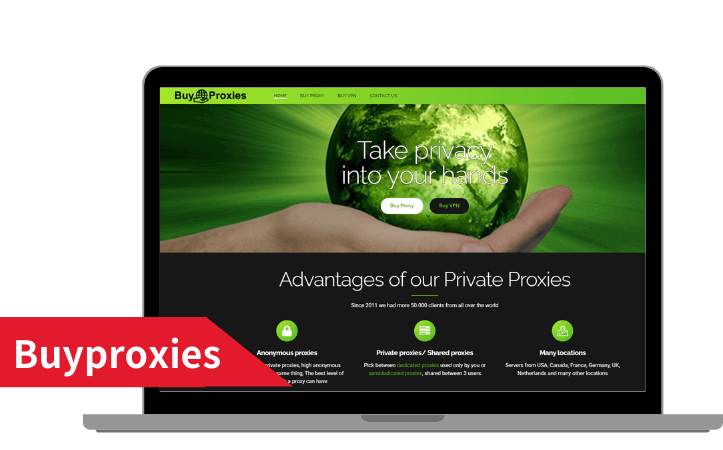 Buy Proxies
HOME BUY PROXY BUY VPN CONTACT US
Take privacy
into your hands
Buy Proxy Buy VPN
Advantages of our Private Proxies
Since 2011 we had more 50.000 clients from all over the world
Anonymous proxies
private proxies, high anonymous
same thing, The best level of
a proxy can have
Private proxies/ Shared proxies
Pick between dedicated proxies used only by you or
semidedicated proxies, shared between 3 users
Many locations
Servers from USA, Canada, France, Germany, UK,
Netherlands and many other locations
Buyproxies